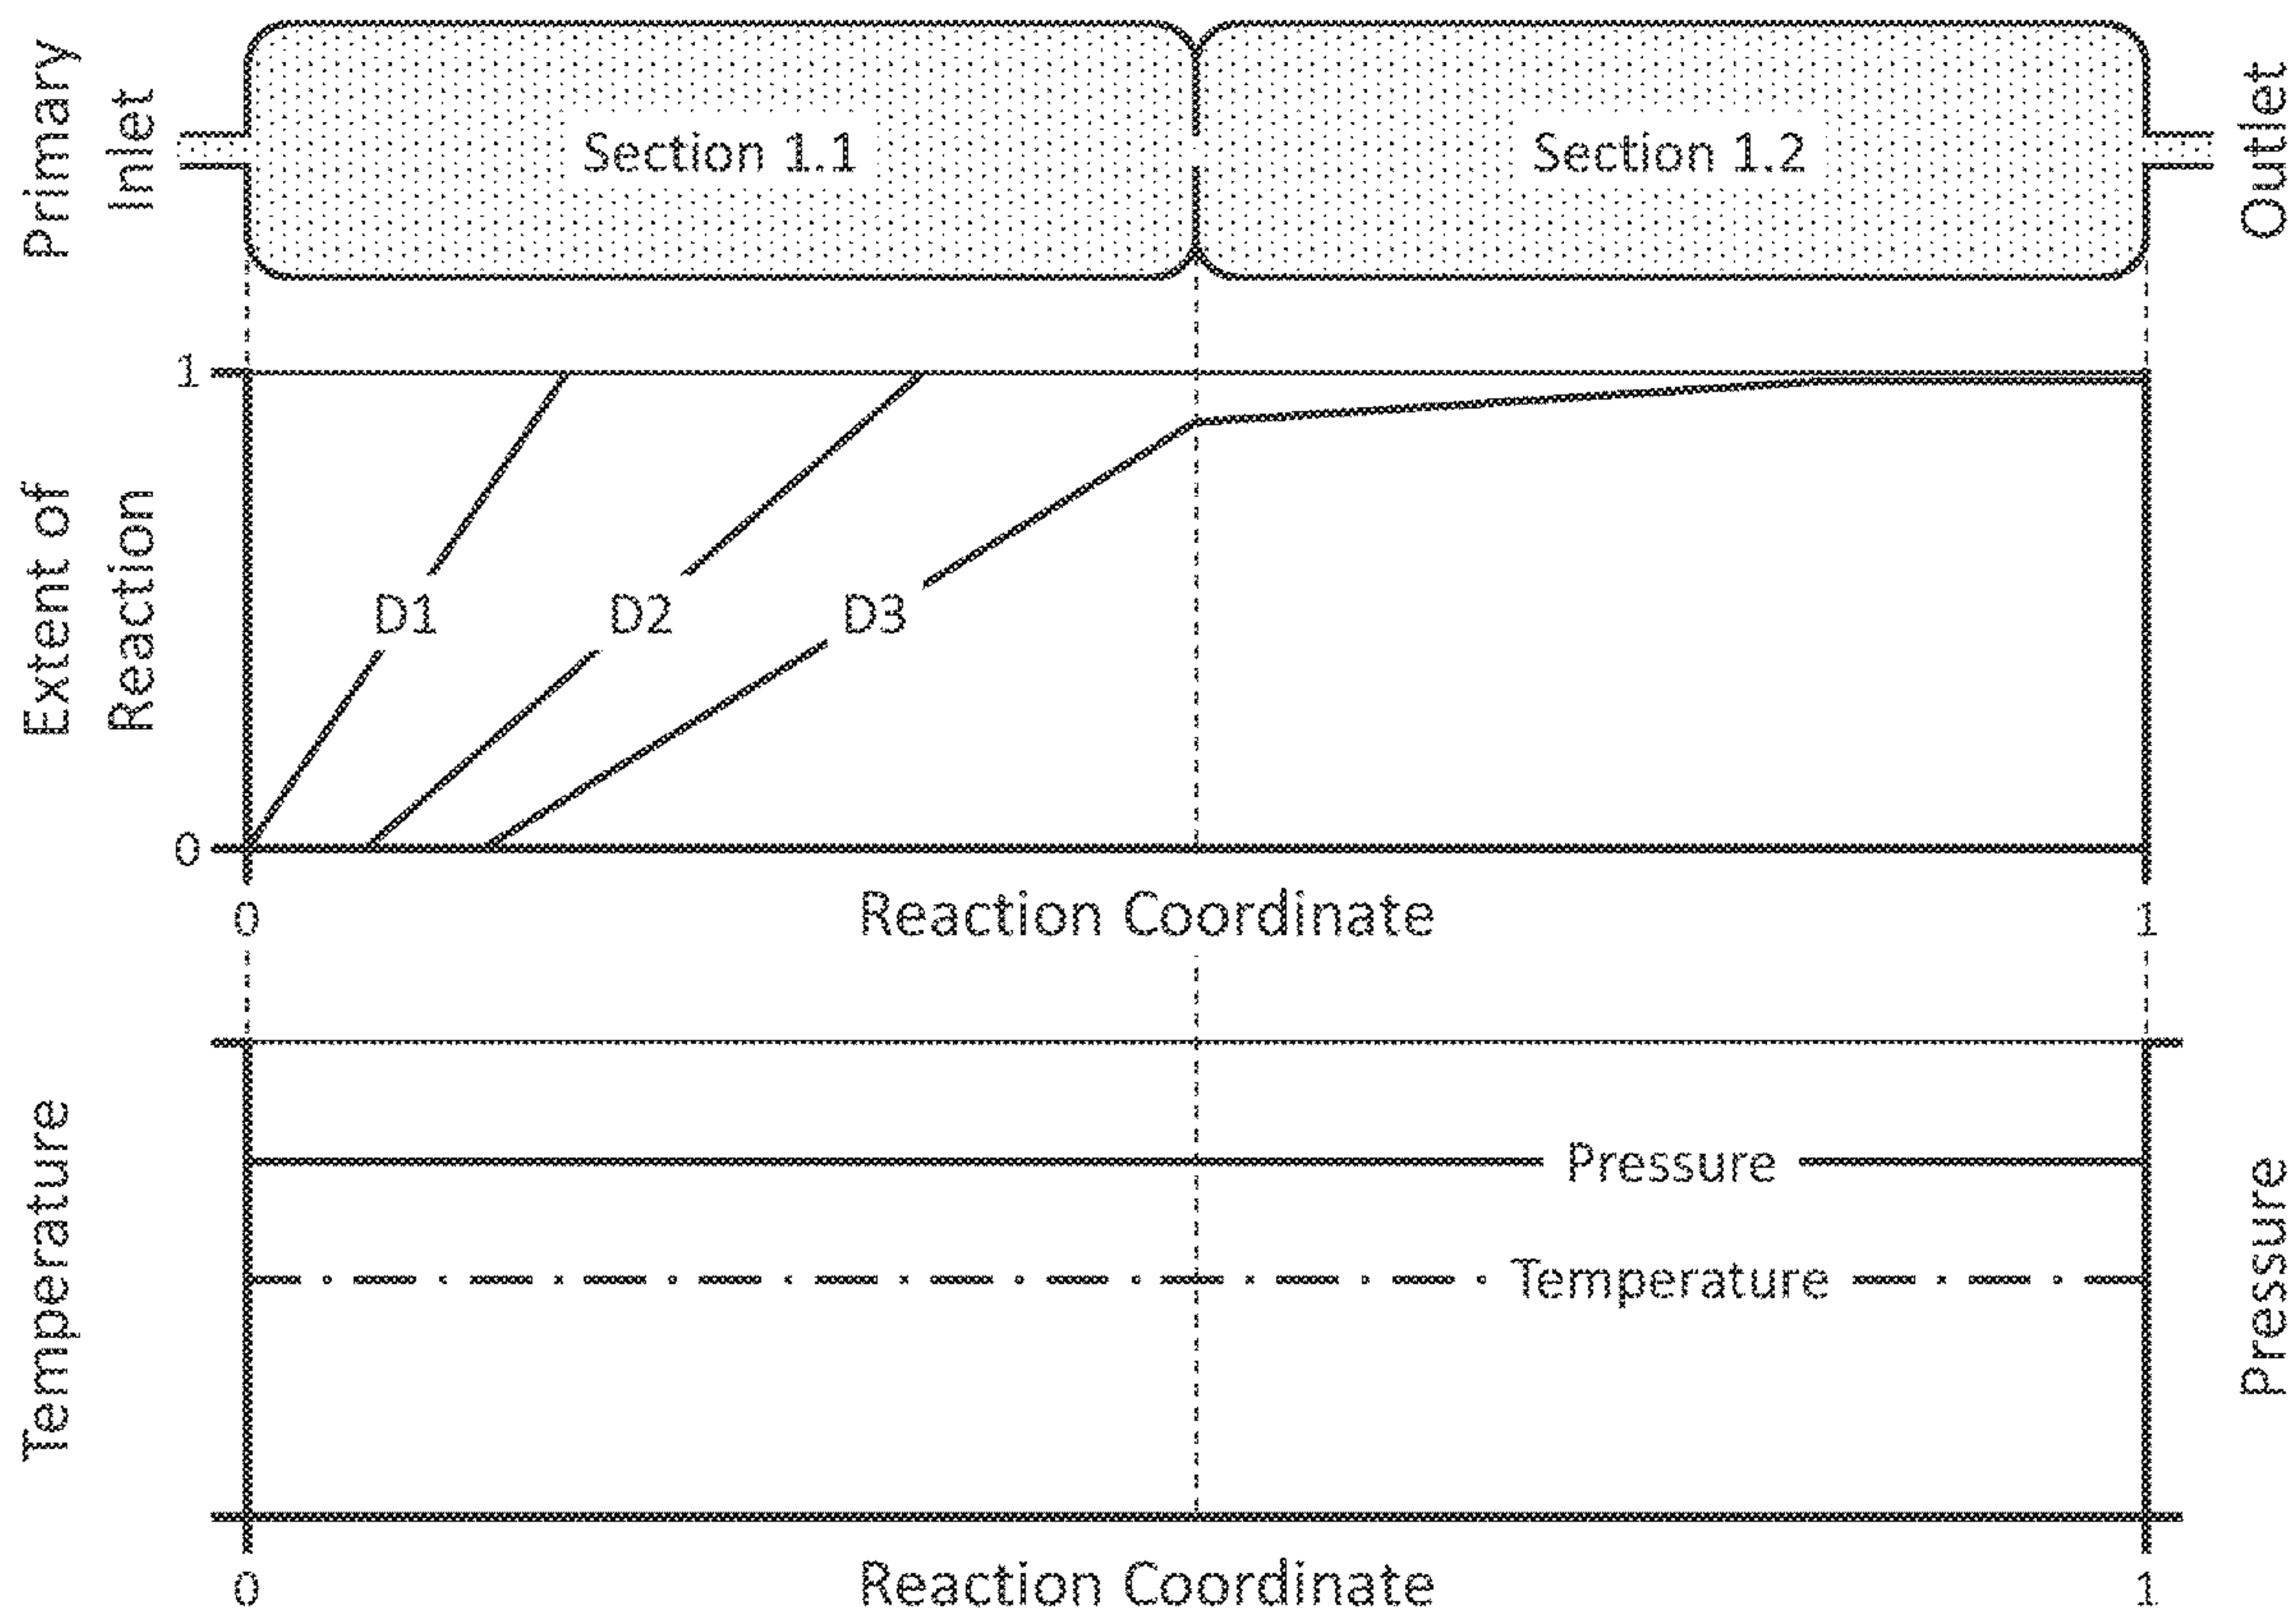 Primary
Inlet
Section 1.1
Section 1.2
Outlet
1
Extent of
Reaction
D1
D2
D3
0
0
Reaction Coordinate
1
Temperature
Pressure
Temperature
Pressure
0
Reaction Coordinate
1